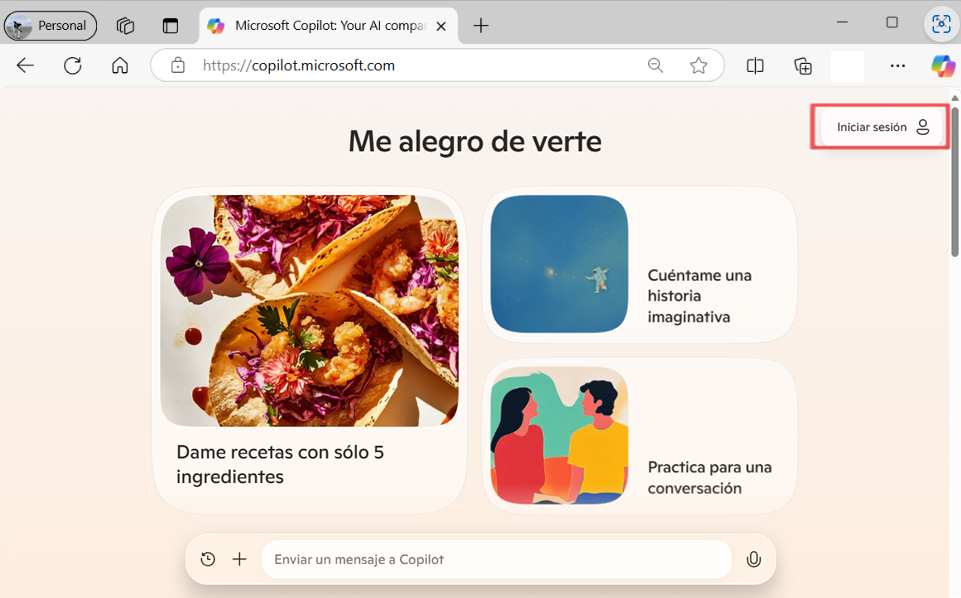 Personal
Microsoft Copilot: Your AI compa
https://copilot.microsoft.com
Iniciar sesión
Me alegro de verte
Cuéntame una
historia
imaginativa
Dame recetas con sólo 5
ingredientes
Practica para una
conversación
Enviar un mensaje a Copilot